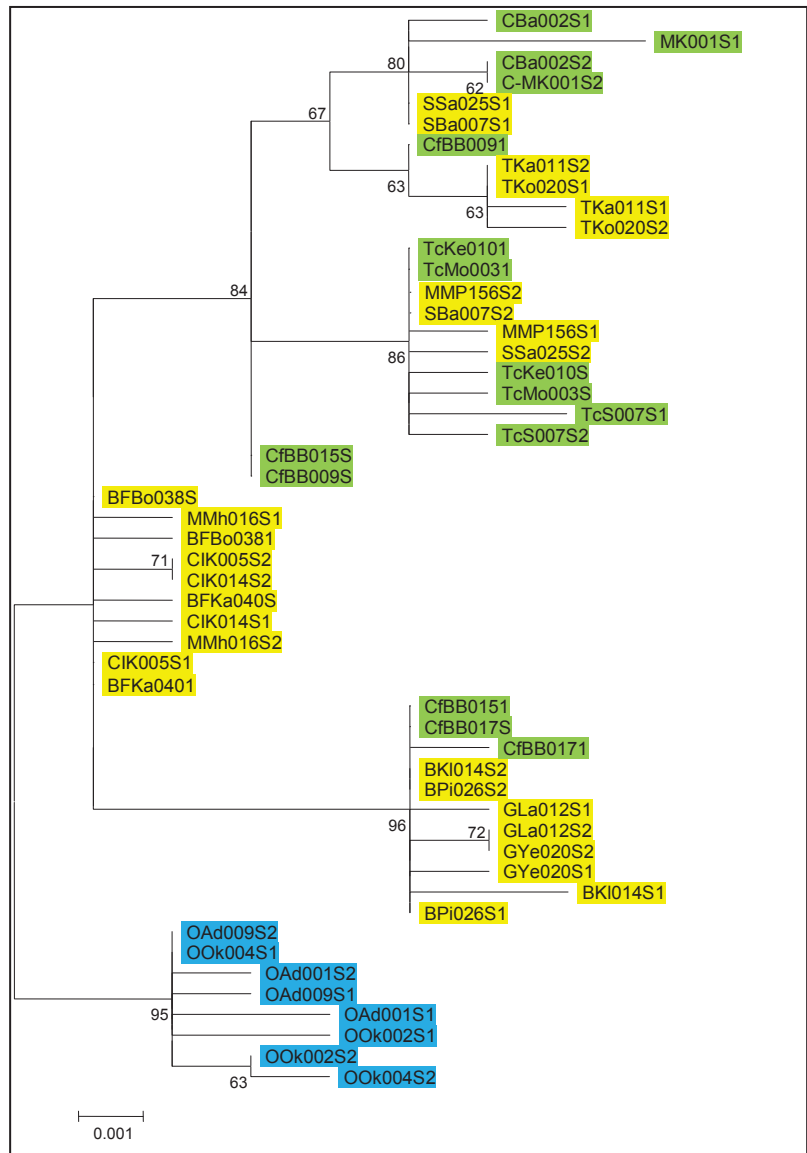 CBa002S1
MK001S1
80
CBa002S2
62
C-MK001S2
SSa025S1
67
SBa007S1
CfBB0091
TKa011S2
63
TKo020S1
63
TKa011S1
TKo020S2
TcKe0101
TcMo0031
84
MMP156S2
SBa007S2
MMP156S1
86
SSa025S2
TcKe010S
TcMo003S
TcS007S1
TcS007S2
CfBB015S
CfBB009S
BFBo038S
MMh016S1
BFBo0381
71
CIK005S2
CIK014S2
BFKa040S
CIK014S1
MMh016S2
CIK005S1
BFKa0401
CfBB0151
CfBB017S
CfBB0171
BKI014S2
BPi026S2
GLa012S1
96
72
GLa012S2
GYe020S2
GYe020S1
BKI014S1
BPi026S1
OAd009S2
OOk004S1
OAd001S2
OAd009S1
95
OAd001S1
OOk002S1
OOk002S2
63
OOk004S2
0.001